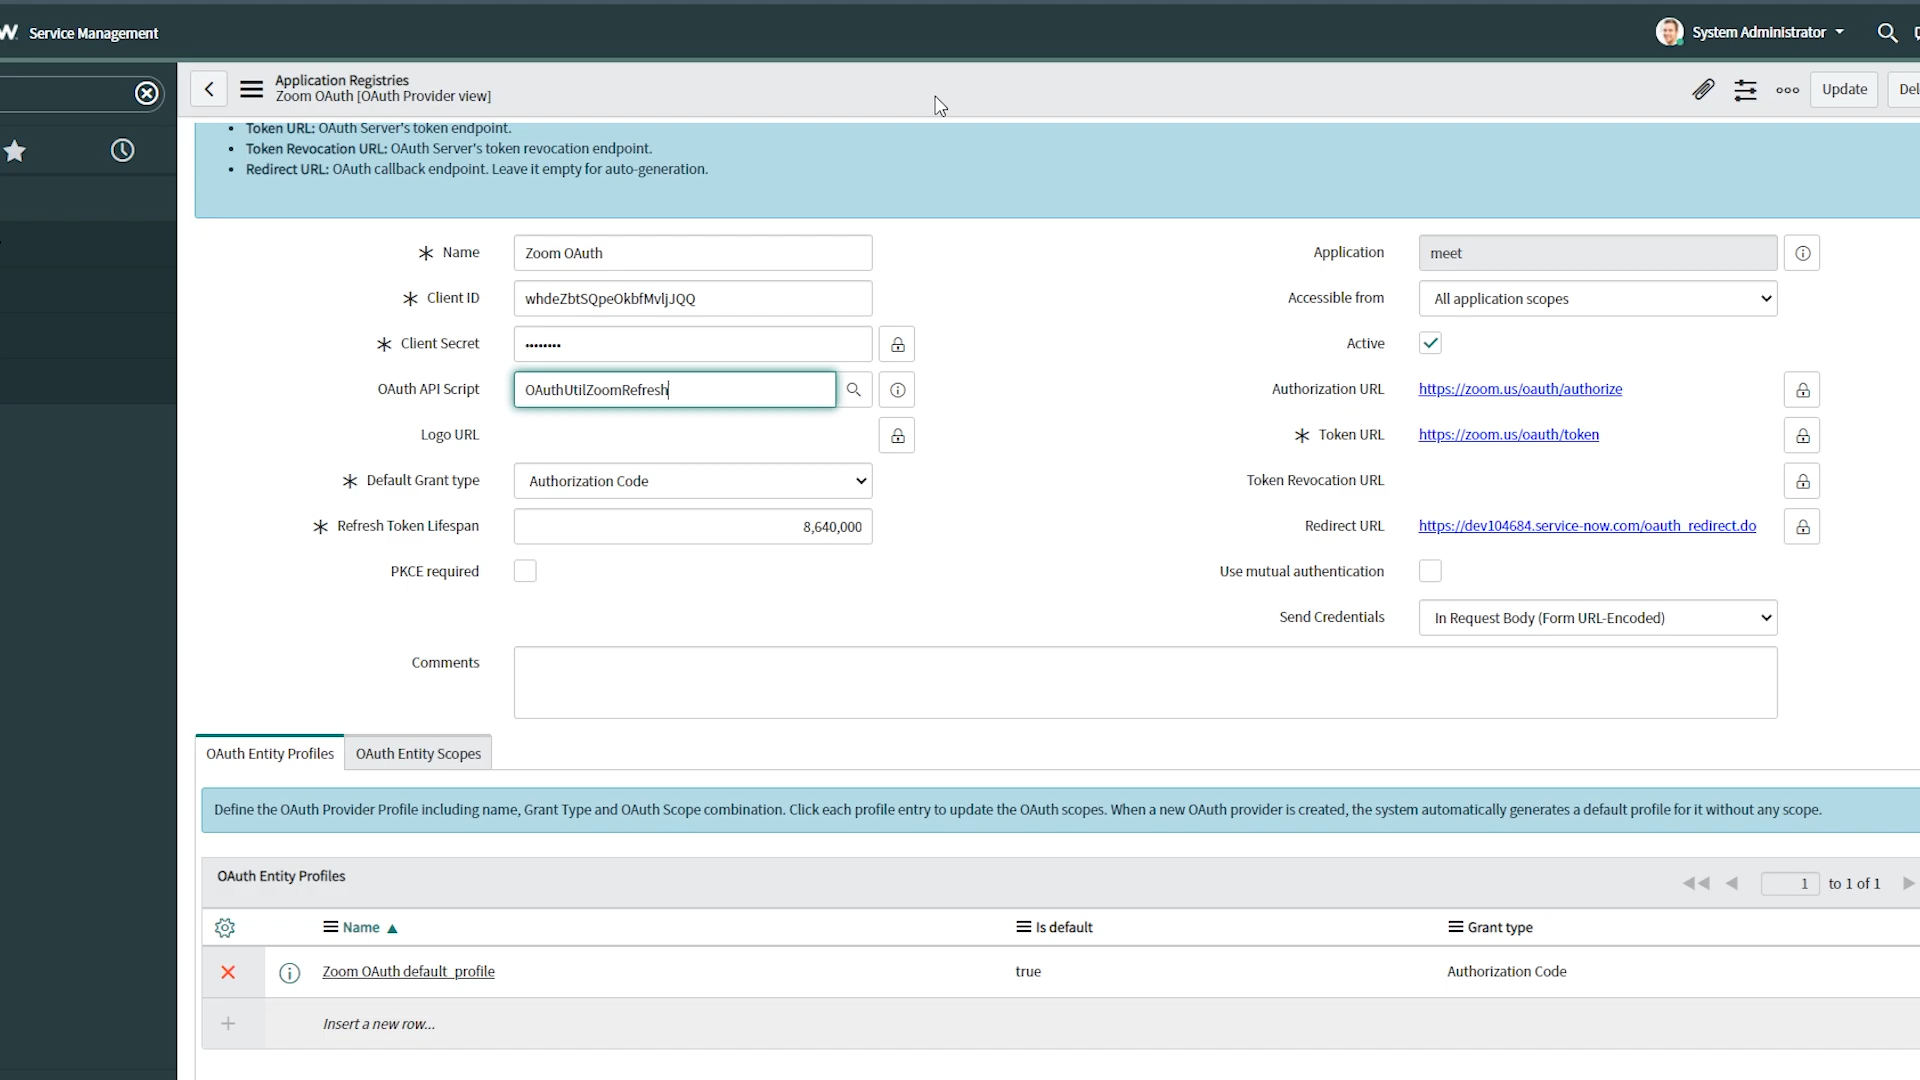 W. Service Management
System Administrator
Application Registries
Zoom OAuth [OAuth Provider view]
Update
Del
• Token URL: OAuth Server's token endpoint.
• Token Revocation URL: OAuth Server's token revocation endpoint.
• Redirect URL: OAuth callback endpoint. Leave it empty for auto-generation.
Name Zoom OAuth
Client ID whdeZbtSQpeOkbfMvljJQQ
Client Secret ••••••••
OAuth API Script OAuthUtilZoomRefresh
Logo URL
Default Grant type Authorization Code
Refresh Token Lifespan 8,640,000
PKCE required
Application meet
Accessible from All application scopes
Active
Authorization URL https://zoom.us/oauth/authorize
Token URL https://zoom.us/oauth/token
Token Revocation URL
Redirect URL https://dev104684.service-now.com/oauth_redirect.do
Use mutual authentication
Send Credentials In Request Body (Form URL-Encoded)
Comments
OAuth Entity Profiles OAuth Entity Scopes
Define the OAuth Provider Profile including name, Grant Type and OAuth Scope combination. Click each profile entry to update the OAuth scopes. When a new OAuth provider is created, the system automatically generates a default profile for it without any scope.
OAuth Entity Profiles
1 to 1 of 1
Name ▲ Is default Grant type
Zoom OAuth default_profile true Authorization Code
Insert a new row...